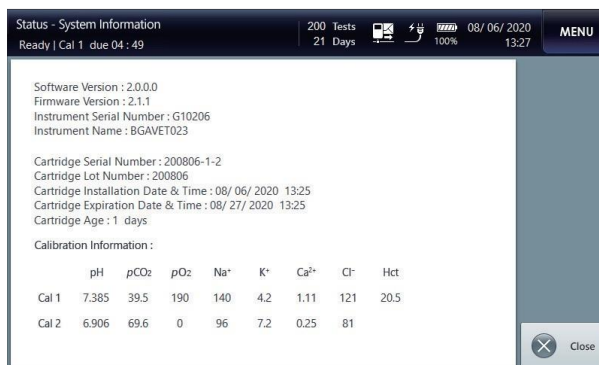 Status - System Information
Ready | Cal 1 due 04 : 49
200 Tests
21 Days
100%
08/ 06/ 2020
13:27
MENU
Software Version : 2.0.0.0
Firmware Version : 2.1.1
Instrument Serial Number : G10206
Instrument Name : BGAVET023
Cartridge Serial Number : 200806-1-2
Cartridge Lot Number : 200806
Cartridge Installation Date & Time : 08/ 06/ 2020 13:25
Cartridge Expiration Date & Time : 08/ 27/ 2020 13:25
Cartridge Age : 1 days
Calibration Information :
pH pCO₂ pO₂ Na⁺ K⁺ Ca²⁺ Cl⁻ Hct
Cal 1 7.385 39.5 190 140 4.2 1.11 121 20.5
Cal 2 6.906 69.6 0 96 7.2 0.25 81
Close